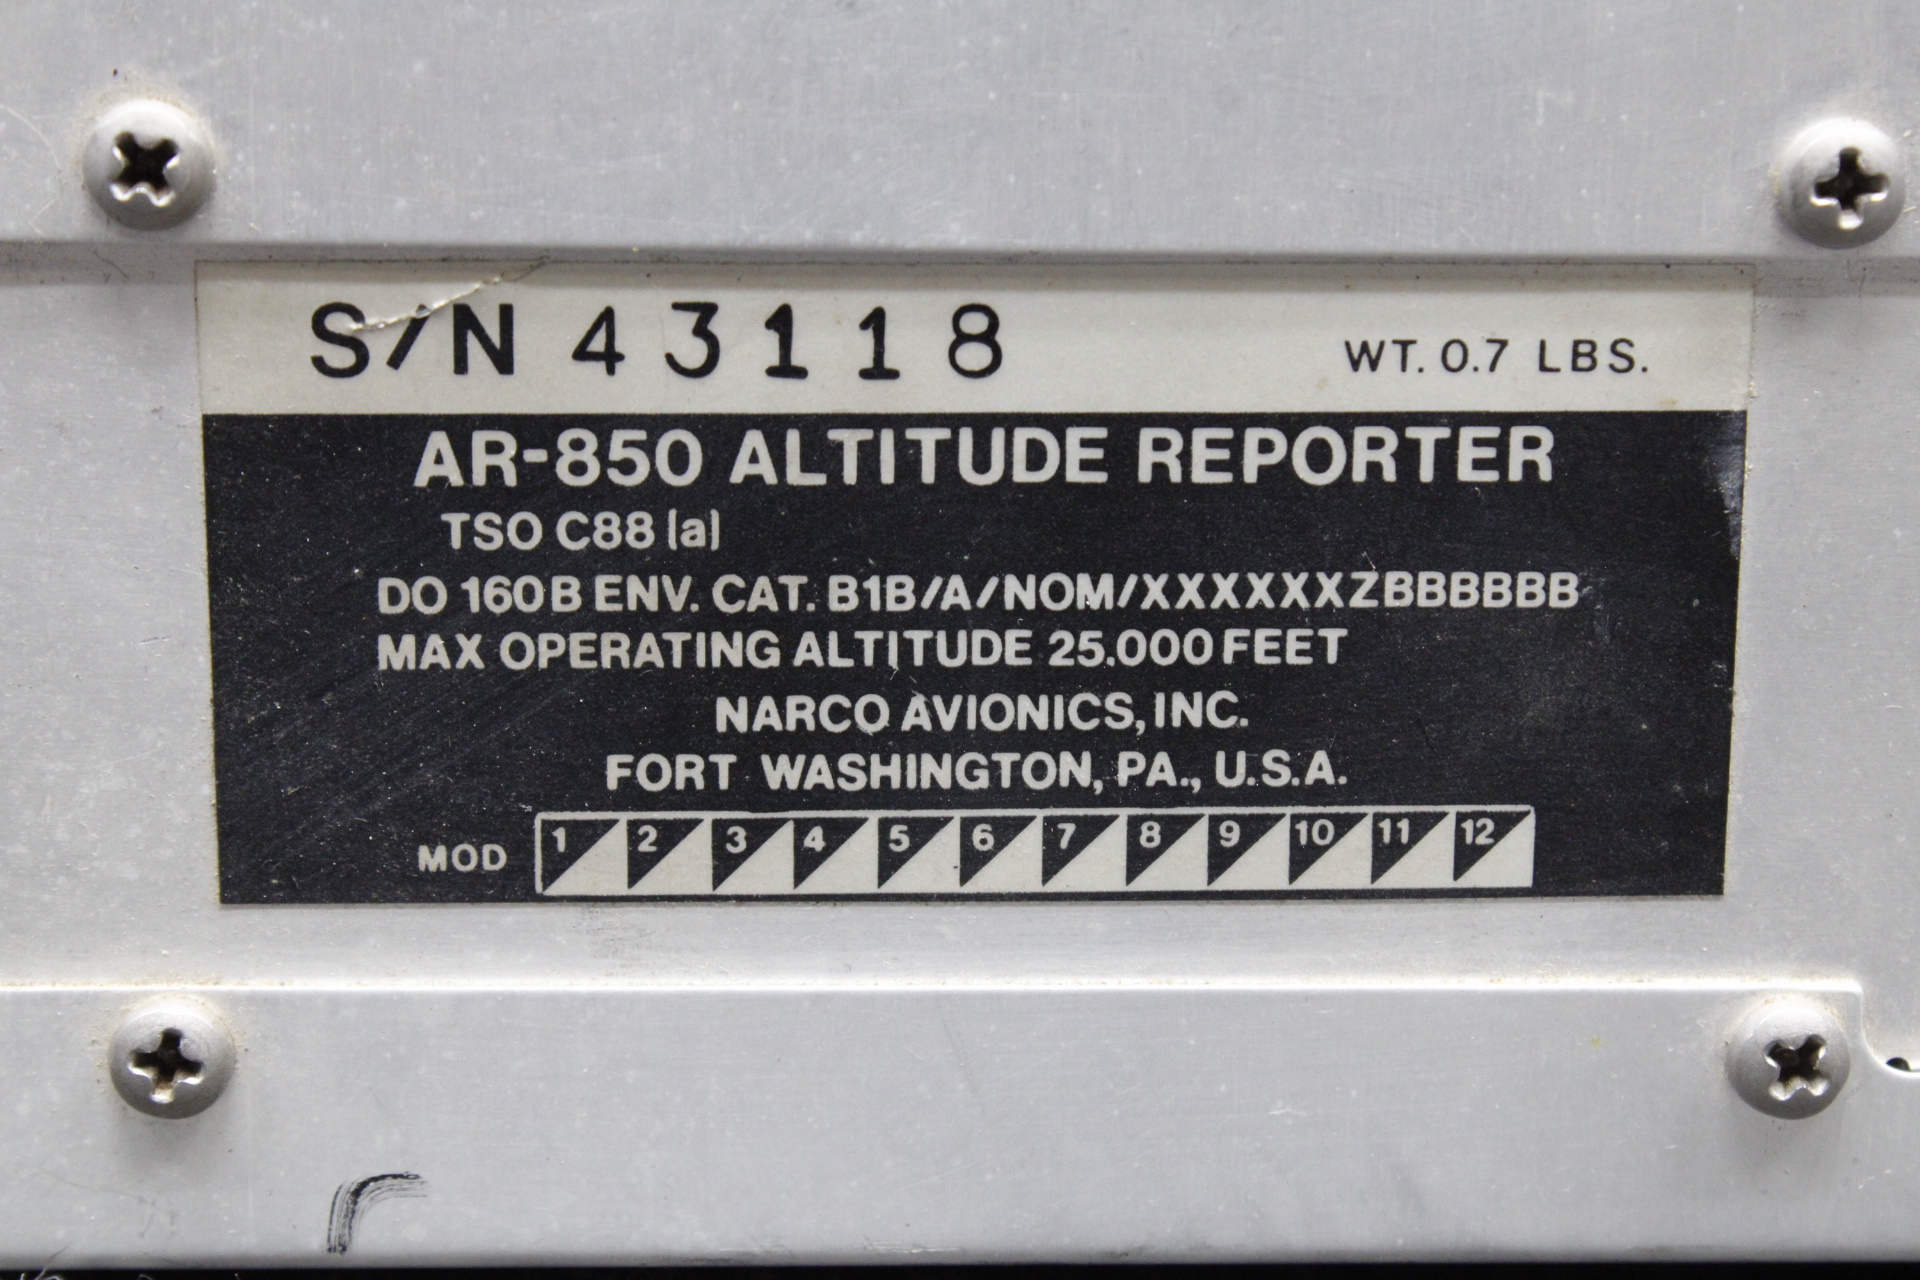 S/N 43118 WT. 0.7 LBS.
AR-850 ALTITUDE REPORTER
TSO C88 (a)
DO 160B ENV. CAT. B1B/A/NOM/XXXXXXZBBBBBB
MAX OPERATING ALTITUDE 25.000 FEET
NARCO AVIONICS, INC.
FORT WASHINGTON, PA., U.S.A.
MOD 1 2 3 4 5 6 7 8 9 10 11 12